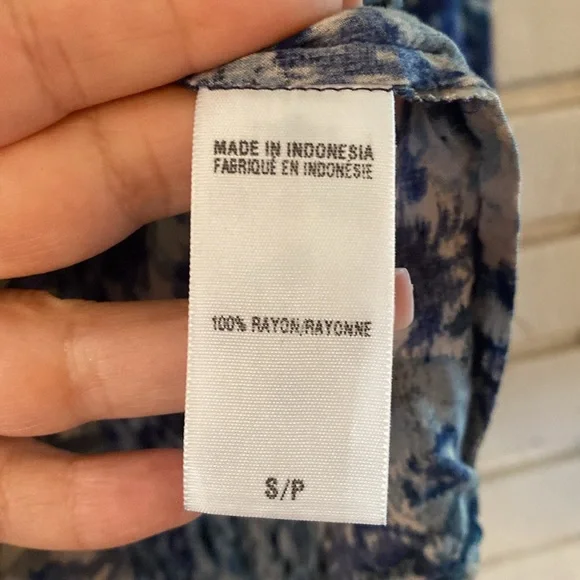 MADE IN INDONESIA
FABRIQUÉ EN INDONÉSIE
100% RAYON/RAYONNE
S/P